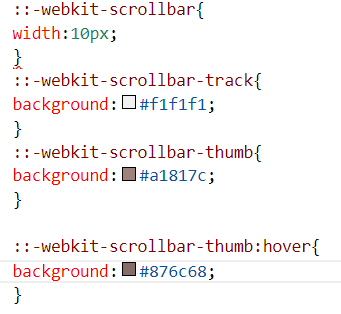 ::-webkit-scrollbar{
width:10px;
}
::-webkit-scrollbar-track{
background:#f1f1f1;
}
::-webkit-scrollbar-thumb{
background:#a1817c;
}
::-webkit-scrollbar-thumb:hover{
background:#876c68;
}